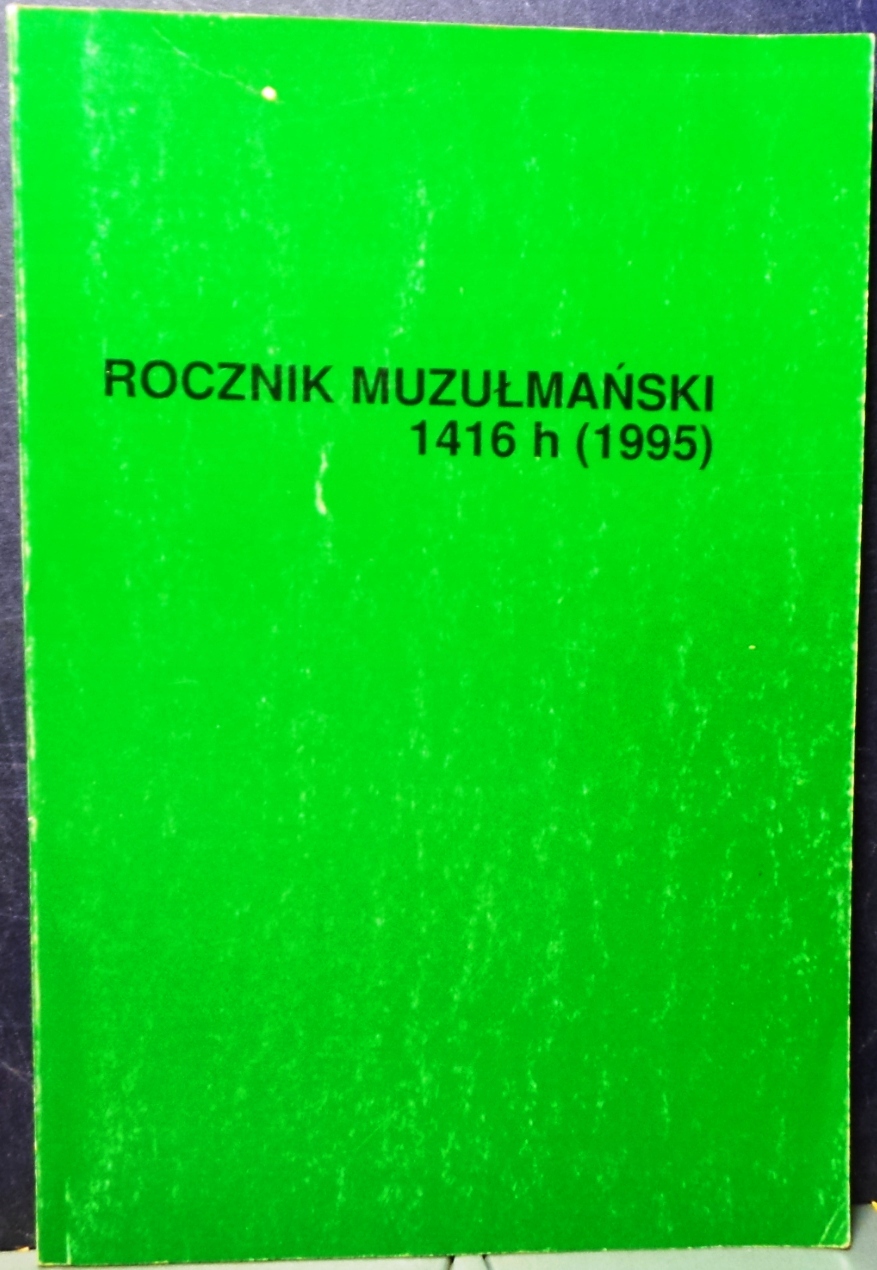 ROCZNIK MUZUŁMAŃSKI
1416 h (1995)